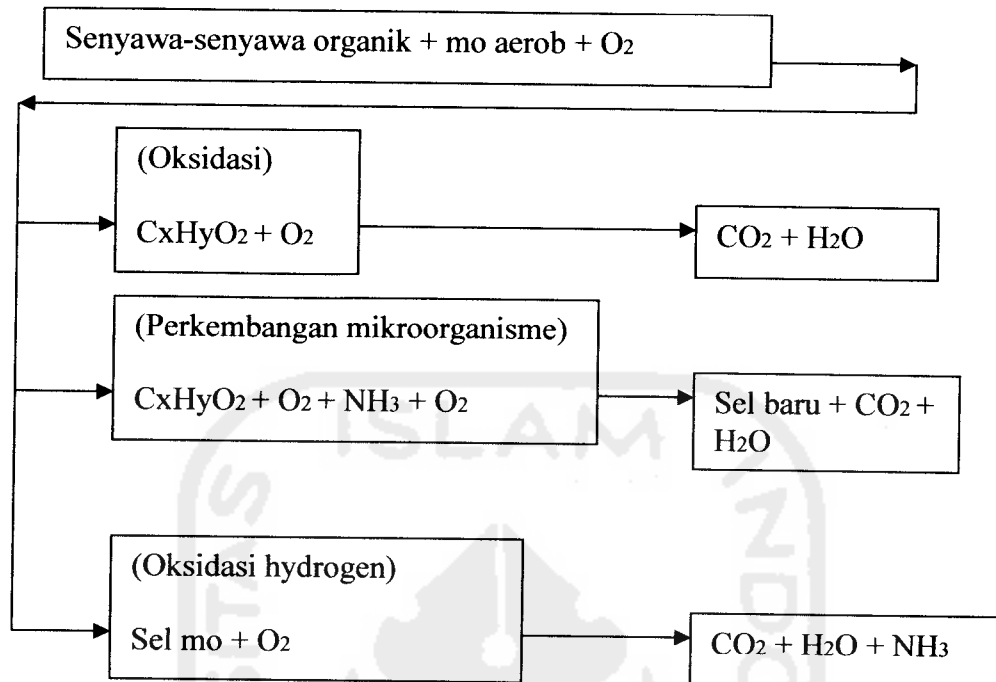 Senyawa-senyawa organik + mo aerob + O2
(Oksidasi)
CxHyO2 + O2
CO2 + H2O
(Perkembangan mikroorganisme)
CxHyO2 + O2 + NH3 + O2
Sel baru + CO2 +
H2O
(Oksidasi hydrogen)
Sel mo + O2
CO2 + H2O + NH3
ISLAM